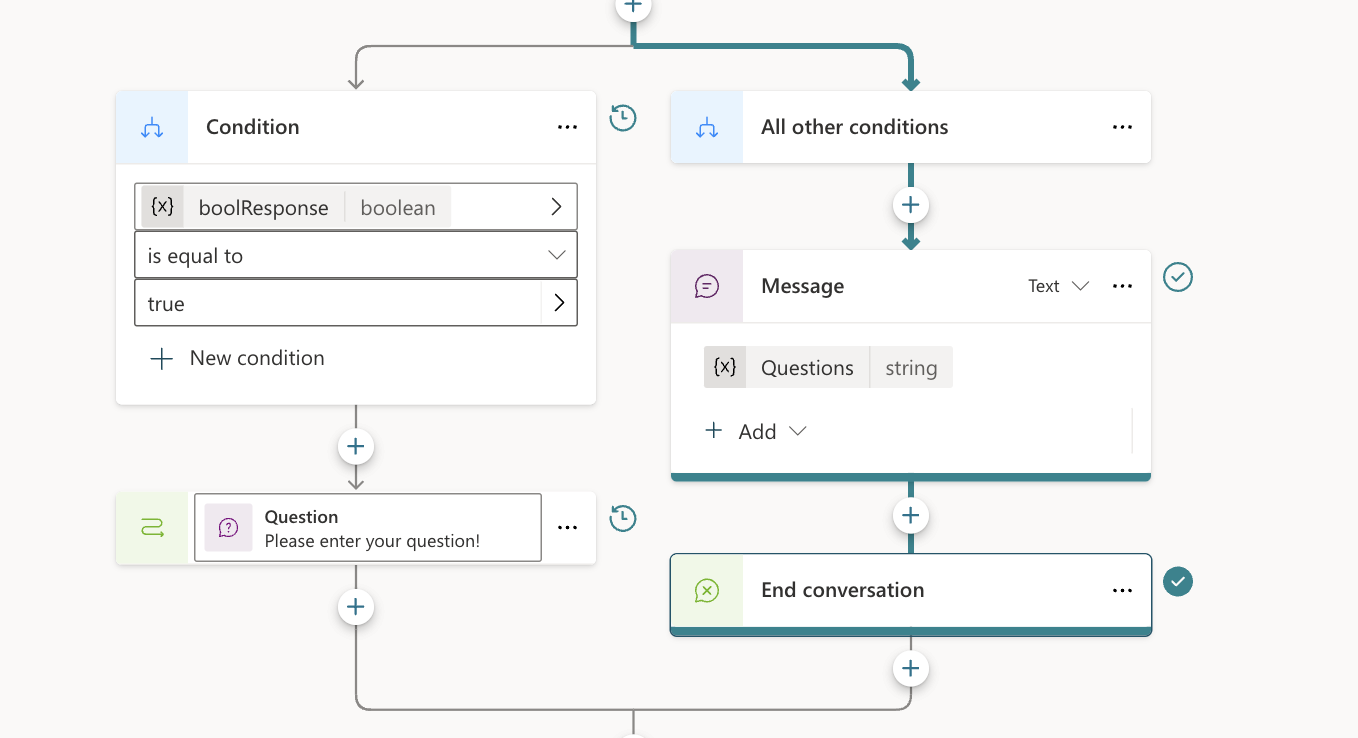 Condition
{x} boolResponse boolean
is equal to
true
New condition
Question
Please enter your question!
All other conditions
Message Text
{x} Questions string
Add
End conversation